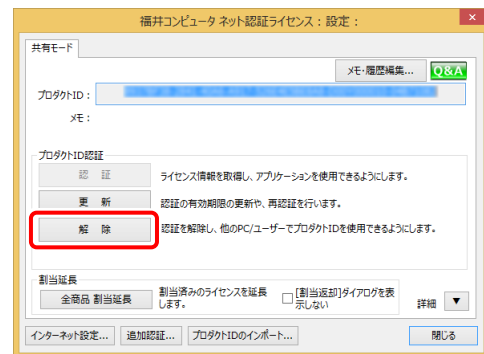 福井コンピュータ ネット認証ライセンス：設定：
共有モード
メモ・履歴編集... Q&A
プロダクトID：
メモ：
プロダクトID認証
認 証 ライセンス情報を取得し、アプリケーションを使用できるようにします。
更 新 認証の有効期限の更新や、再認証を行います。
解 除 認証を解除し、他のPC/ユーザーでプロダクトIDを使用できるようにします。
割当延長
全商品 割当延長 割当済みのライセンスを延長
します。 [割当返却]ダイアログを表
示しない 詳細 ▼
インターネット設定... 追加認証... プロダクトIDのインポート... 閉じる